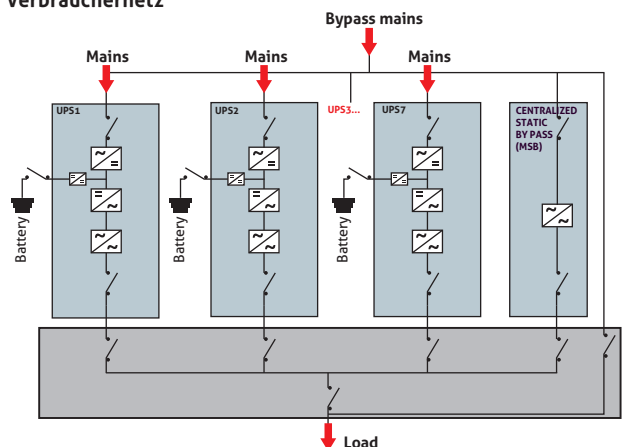 Verbrauchernetz
Bypass mains
Mains
Mains
Mains
UPS1
UPS2
UPS3...
UPS7
CENTRALIZED
STATIC
BY PASS
(MSB)
Battery
Battery
Battery
Load